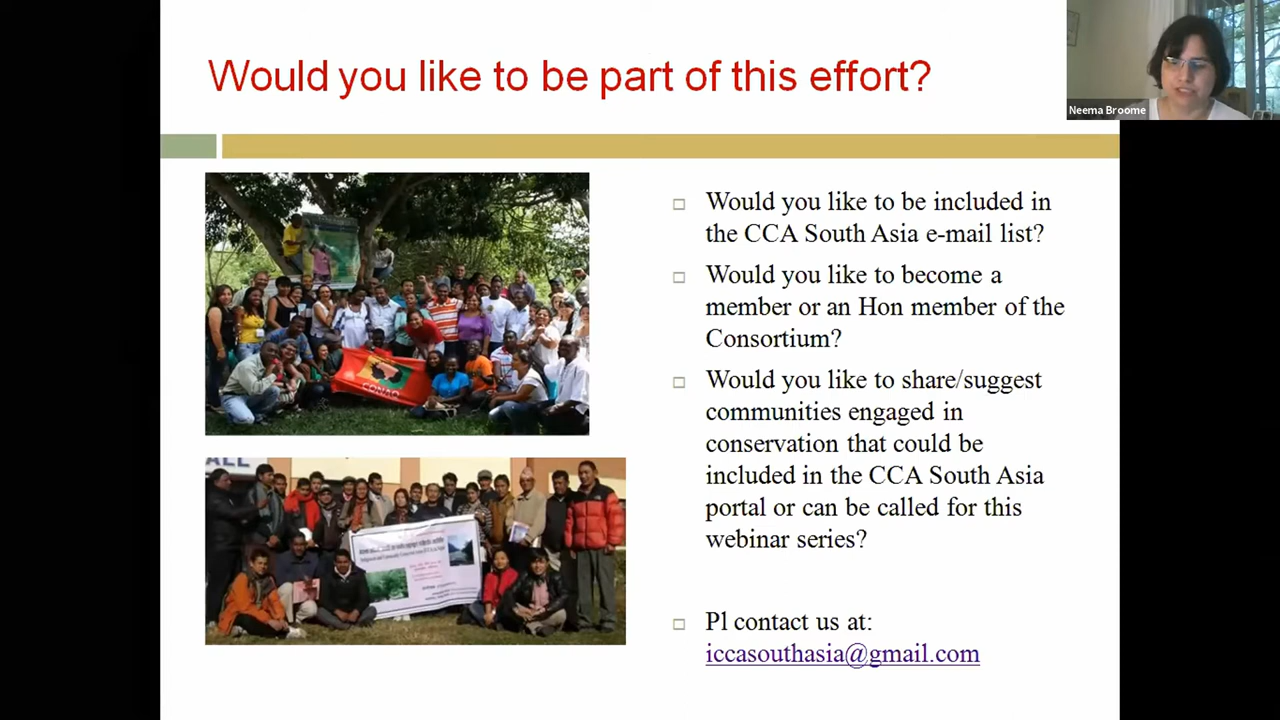 Would you like to be part of this effort?
Neema Broome
Would you like to be included in
the CCA South Asia e-mail list?
Would you like to become a
member or an Hon member of the
Consortium?
Would you like to share/suggest
communities engaged in
conservation that could be
included in the CCA South Asia
portal or can be called for this
webinar series?
Pl contact us at:
iccasouthasia@gmail.com
CONAQ
ALL